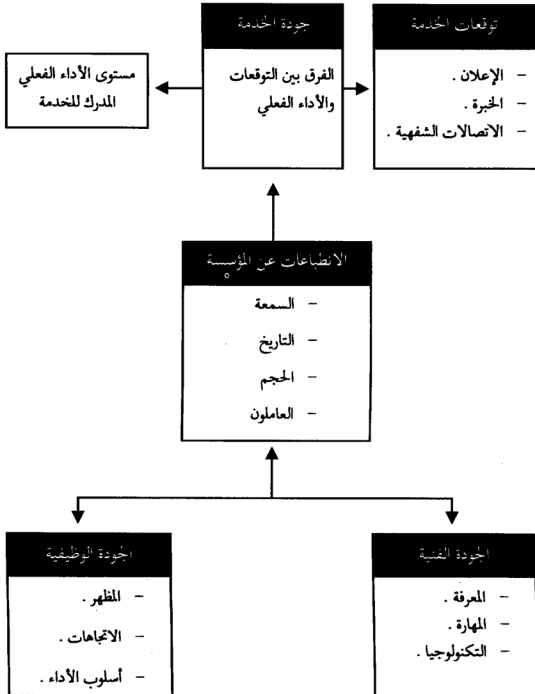 توقعات الخدمة
– الإعلان .
– الخبرة .
– الاتصالات الشفهية .
جودة الخدمة
الفرق بين التوقعات
والأداء الفعلي
مستوى الأداء الفعلي
المدرك للخدمة
الانطباعات عن المؤسسة
– السمعة
– التاريخ
– الحجم
– العاملون
الجودة الفنية
– المعرفة .
– المهارة .
– التكنولوجيا .
الجودة الوظيفية
– المظهر .
– الاتجاهات .
– أسلوب الأداء .